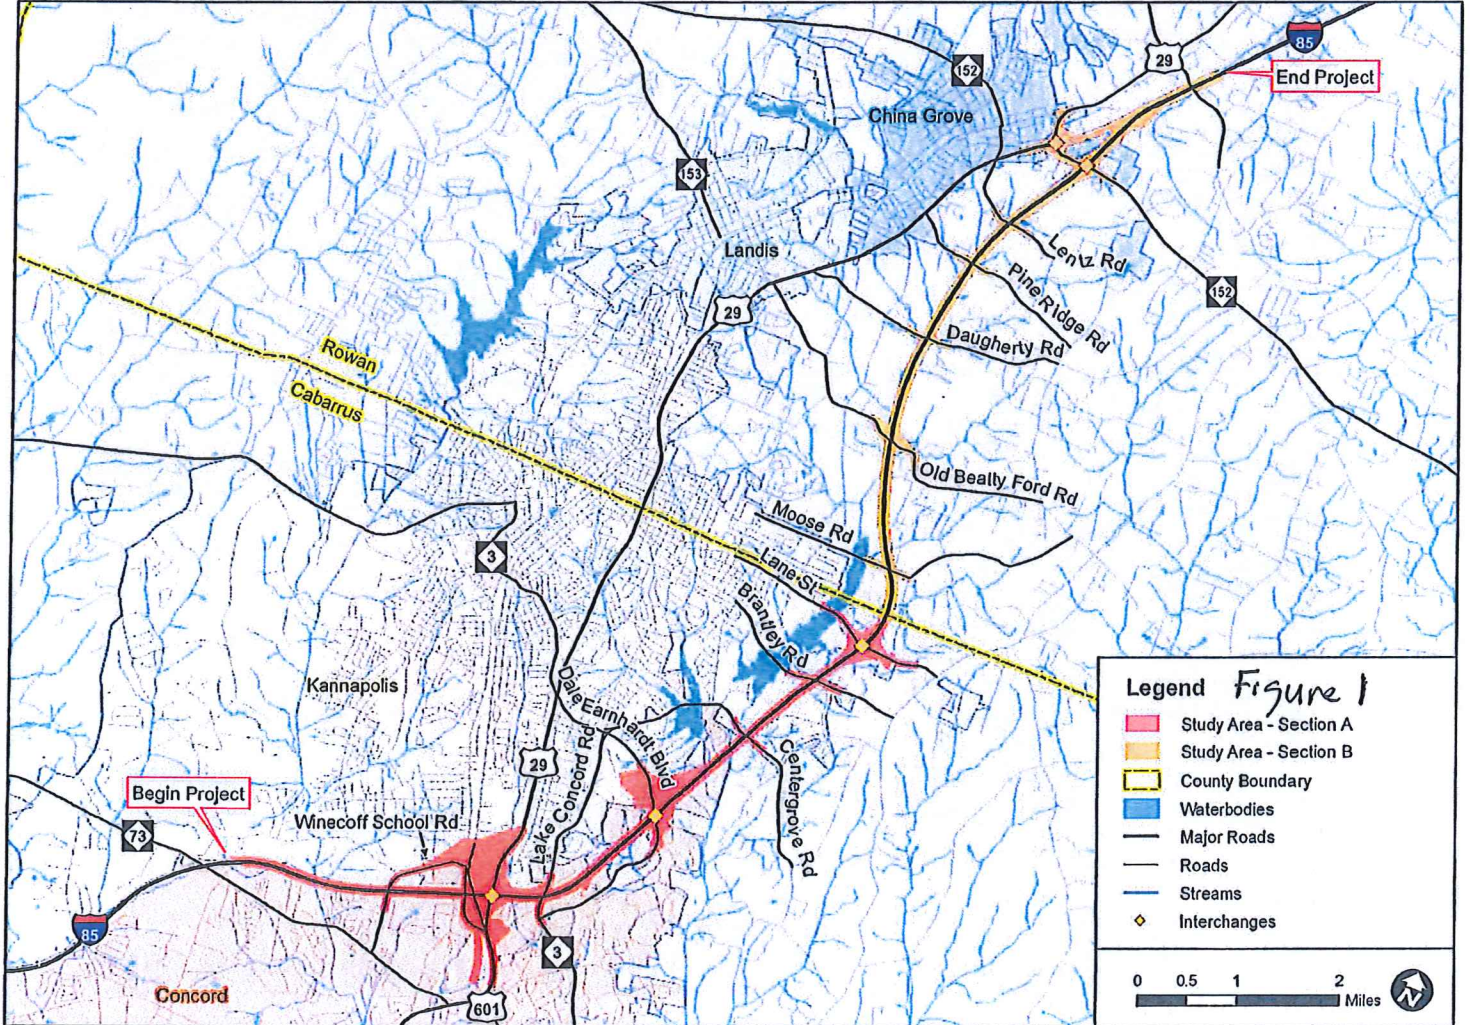 85
End Project
29
152
China Grove
153
Landis
Lentz Rd
Pine Ridge Rd
152
29
Daugherty Rd
Rowan
Cabarrus
Old Bealty Ford Rd
Moose Rd
3
Lane St
Brantley Rd
Kannapolis
Dale Earnhardt Blvd
Lake Concord Rd
29
Centergrove Rd
Begin Project
Winecoff School Rd
73
85
3
Concord
601
Legend Figure 1
Study Area - Section A
Study Area - Section B
County Boundary
Waterbodies
Major Roads
Roads
Streams
Interchanges
0 0.5 1 2 Miles
N